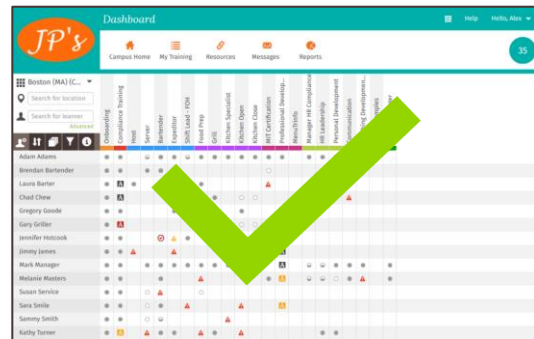 JP's
Dashboard
Help
Hello, Alex
Campus Home
My Training
Resources
Messages
Reports
35
Boston (MA) (C...
Search for location
Search for learner
Advanced
Onboarding
Compliance Training
Host
Server
Bartender
Expeditor
Shift Lead - FOH
Food Prep
Grill
Kitchen Specialist
Kitchen Open
Kitchen Close
MIT Certification
Professional Develop...
Menu/Info
Manager HR Compliance
HR Leadership
Personal Development
Adam Adams
Brendan Bartender
Laura Barter
Chad Chew
Gregory Goode
Gary Griller
Jennifer Hotcook
Jimmy James
Mark Manager
Melanie Masters
Susan Service
Sara Smile
Sammy Smith
Kathy Turner